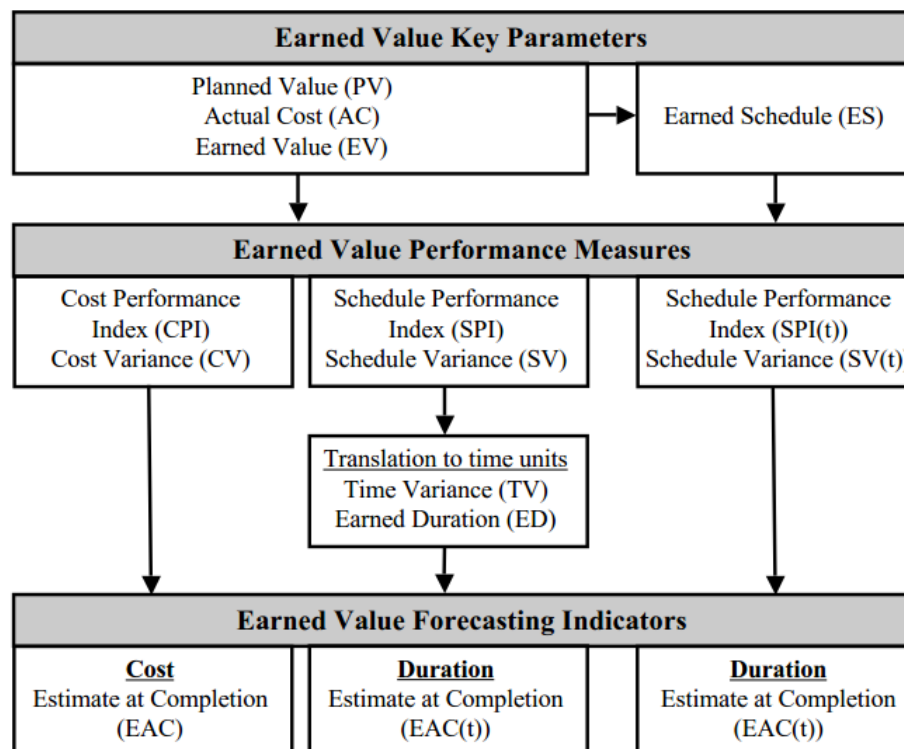 Earned Value Key Parameters
Planned Value (PV)
Actual Cost (AC)
Earned Value (EV)
Earned Schedule (ES)
Earned Value Performance Measures
Cost Performance
Index (CPI)
Cost Variance (CV)
Schedule Performance
Index (SPI)
Schedule Variance (SV)
Schedule Performance
Index (SPI(t))
Schedule Variance (SV(t))
Translation to time units
Time Variance (TV)
Earned Duration (ED)
Earned Value Forecasting Indicators
Cost
Estimate at Completion
(EAC)
Duration
Estimate at Completion
(EAC(t))
Duration
Estimate at Completion
(EAC(t))